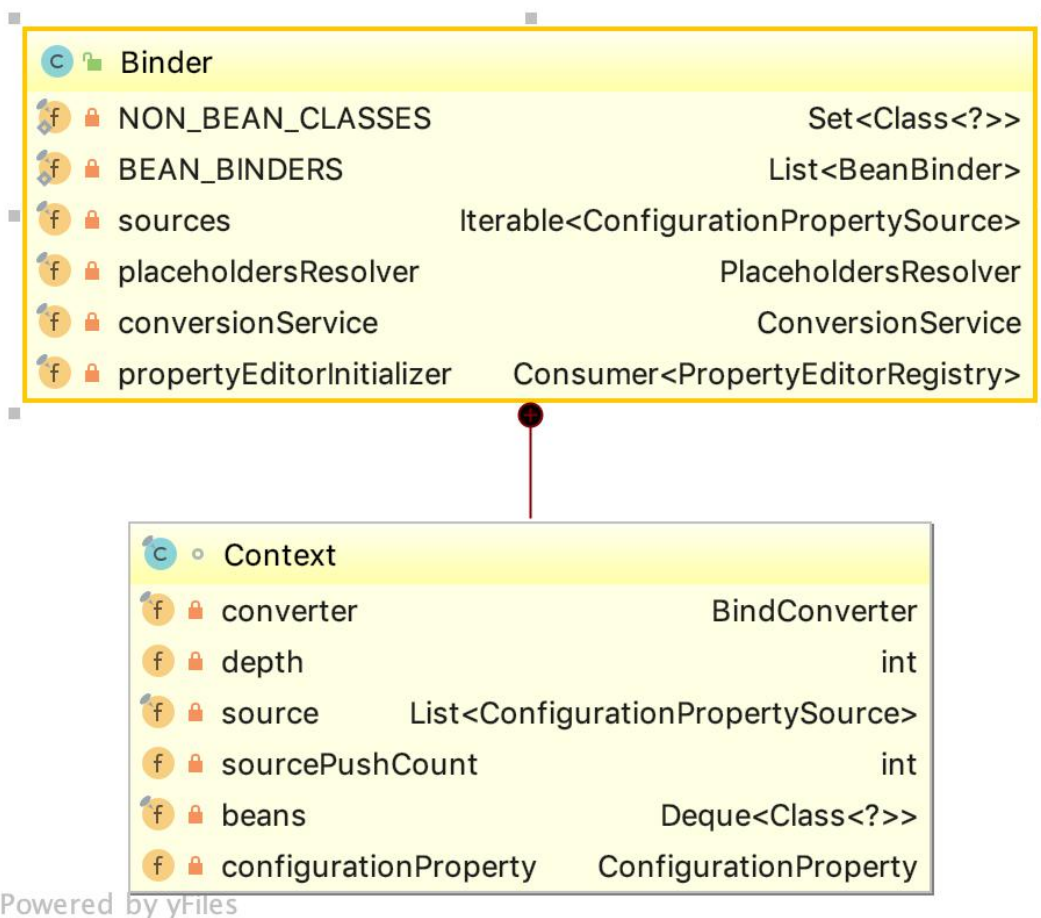 Binder
NON_BEAN_CLASSES Set<Class<?>>
BEAN_BINDERS List<BeanBinder>
sources Iterable<ConfigurationPropertySource>
placeholdersResolver PlaceholdersResolver
conversionService ConversionService
propertyEditorInitializer Consumer<PropertyEditorRegistry>
Context
converter BindConverter
depth int
source List<ConfigurationPropertySource>
sourcePushCount int
beans Deque<Class<?>>
configurationProperty ConfigurationProperty
Powered by yFiles